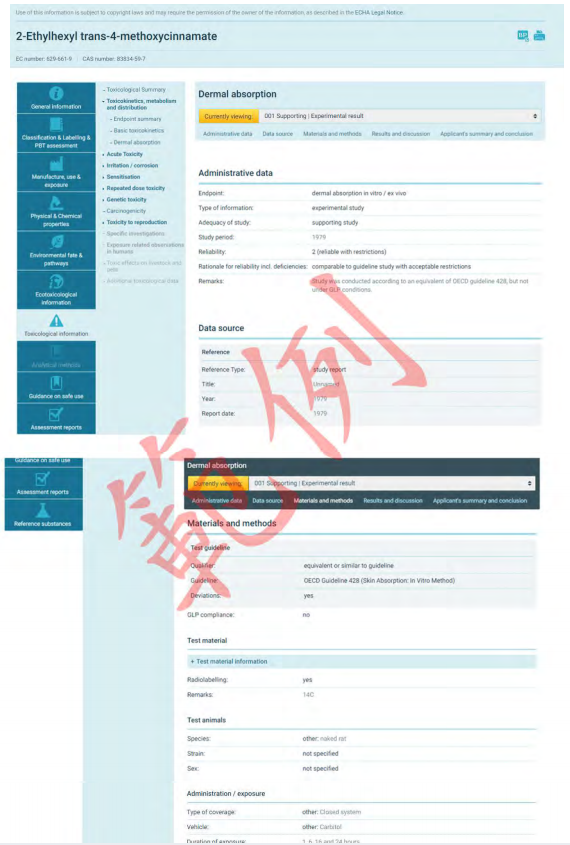 Use of this information is subject to copyright laws and may require the permission of the owner of the information, as described in the ECHA Legal Notice.
2-Ethylhexyl trans-4-methoxycinnamate
EC number: 629-661-9 CAS number: 83834-59-7
General Information
Classification & Labelling & PBT assessment
Manufacture, use & exposure
Physical & Chemical properties
Environmental fate & pathways
Ecotoxicological information
Toxicological information
Analytical methods
Guidance on safe use
Assessment reports
- Toxicological Summary
Toxicokinetics, metabolism and distribution
- Endpoint summary
- Basic toxicokinetics
- Dermal absorption
Acute Toxicity
Irritation / corrosion
Sensitisation
Repeated dose toxicity
Genetic toxicity
Carcinogenicity
Toxicity to reproduction
Specific investigations
Exposure related observations in humans
Toxic effects on livestock and pets
Additional toxicological data
Dermal absorption
Currently viewing: 001 Supporting | Experimental result
Administrative data Data source Materials and methods Results and discussion Applicant's summary and conclusion
Administrative data
Endpoint: dermal absorption in vitro / ex vivo
Type of information: experimental study
Adequacy of study: supporting study
Study period: 1979
Reliability: 2 (reliable with restrictions)
Rationale for reliability incl. deficiencies: comparable to guideline study with acceptable restrictions
Remarks: Study was conducted according to an equivalent of OECD guideline 428, but not
under GLP conditions.
Data source
Reference
Reference Type: study report
Title: Unnamed
Year: 1979
Report date: 1979
範例
Guidance on safe use
Assessment reports
Reference substances
Dermal absorption
Currently viewing: 001 Supporting | Experimental result
Administrative data Data source Materials and methods Results and discussion Applicant's summary and conclusion
Materials and methods
Test guideline
Qualifier: equivalent or similar to guideline
Guideline: OECD Guideline 428 (Skin Absorption: In Vitro Method)
Deviations: yes
GLP compliance: no
Test material
+ Test material information
Radiolabelling: yes
Remarks: 14C
Test animals
Species: other: naked rat
Strain: not specified
Sex: not specified
Administration / exposure
Type of coverage: other: Closed system
Vehicle: other: Carbitol
Duration of exposure: 1, 6, 16 and 24 hours